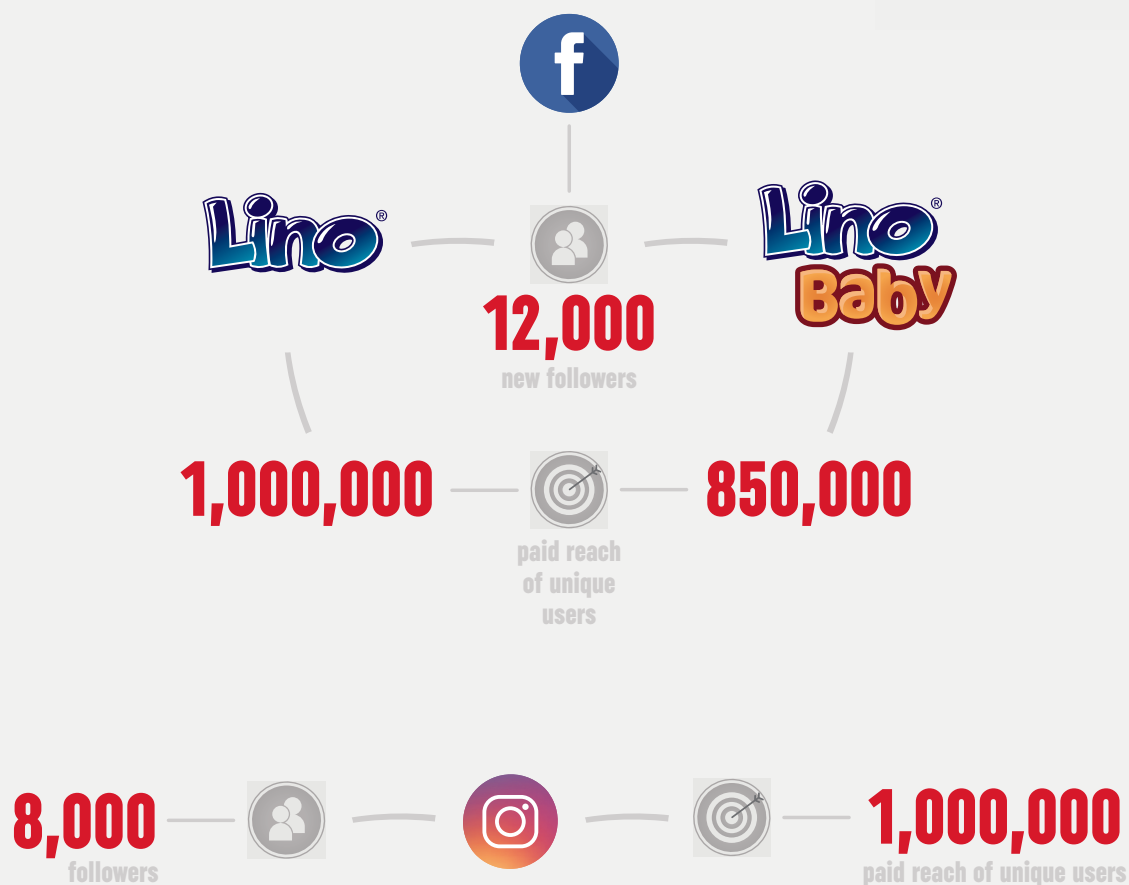 f
Lino®
Lino®
Baby
12,000
new followers
1,000,000
850,000
paid reach
of unique
users
8,000
followers
1,000,000
paid reach of unique users